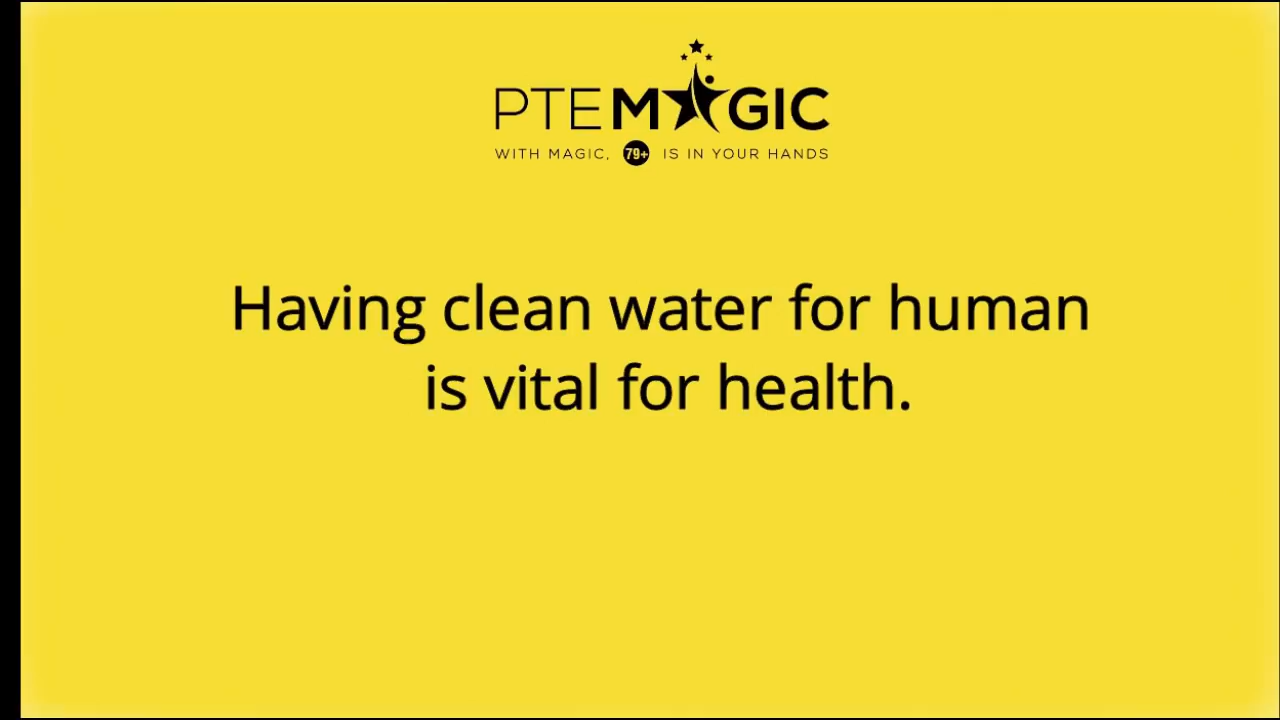 PTEMAGIC
WITH MAGIC, 79+ IS IN YOUR HANDS
Having clean water for human
is vital for health.